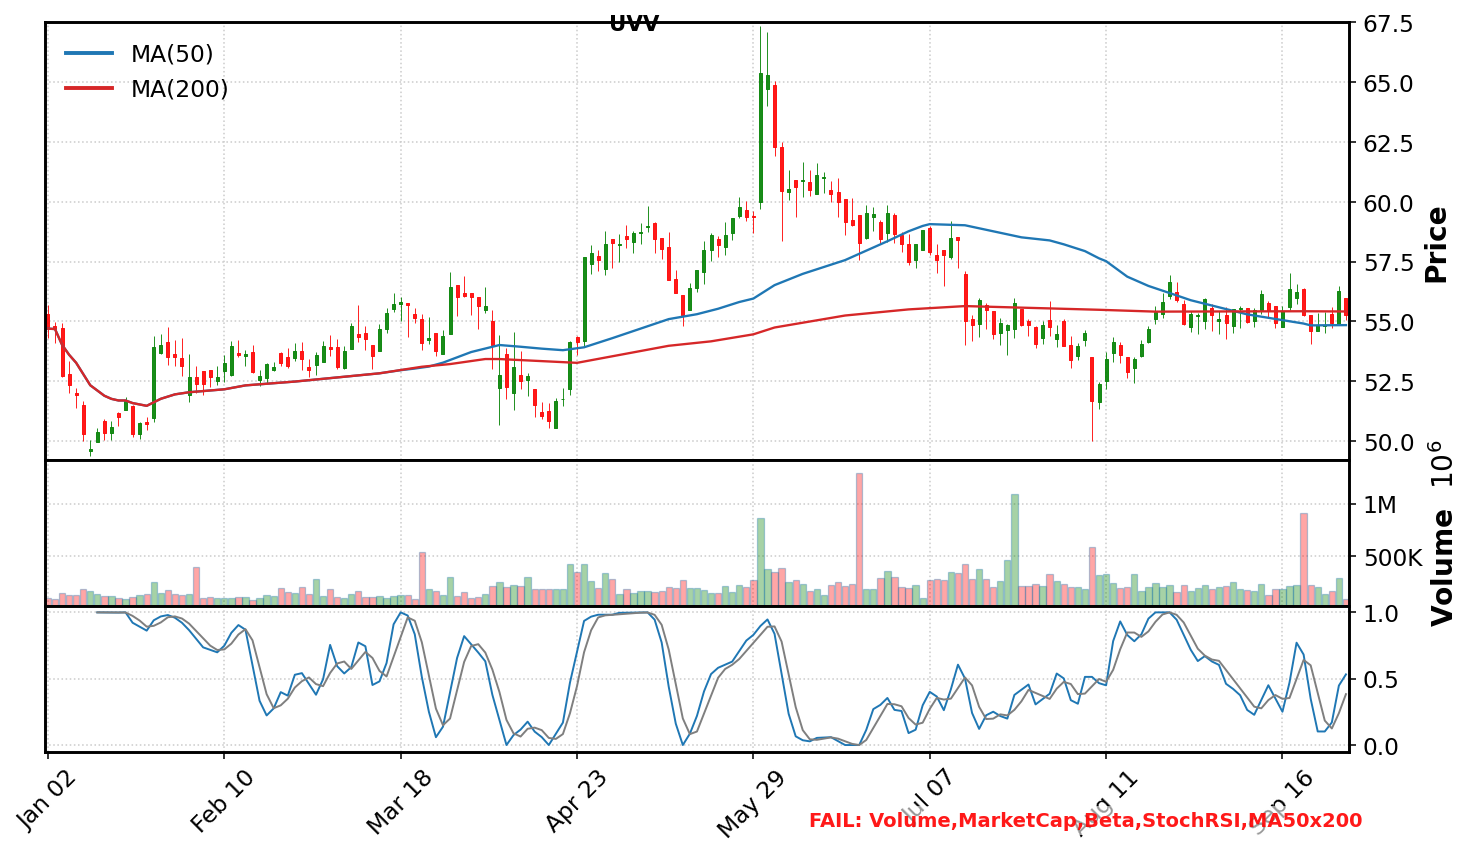 UVV
MA(50)
MA(200)
67.5
65.0
62.5
60.0
57.5
55.0
52.5
50.0
Price
1M
500K
Volume 10^6
1.0
0.5
0.0
Jan 02
Feb 10
Mar 18
Apr 23
May 29
Jul 07
Aug 11
Sep 16
FAIL: Volume,MarketCap,Beta,StochRSI,MA50x200